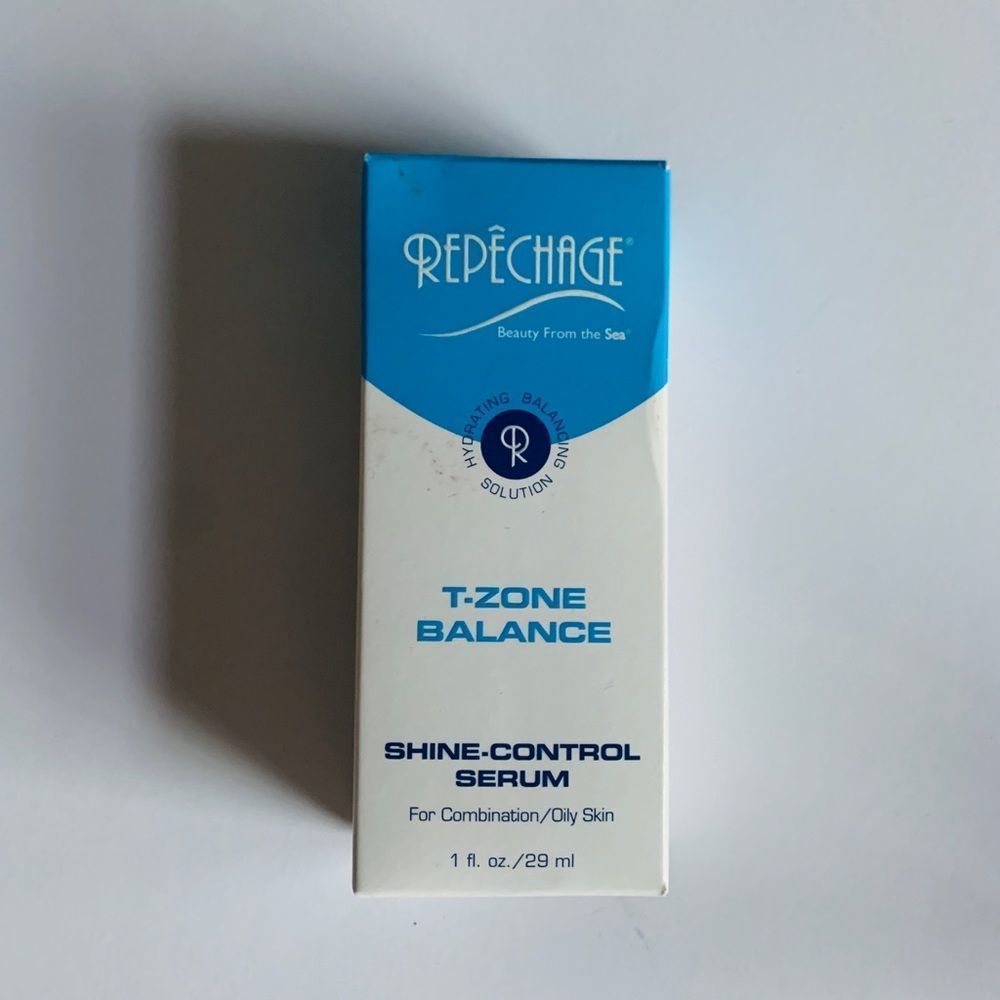 REPÊCHAGE®
Beauty From the Sea®
HYDRATING BALANCING
SOLUTION
R
T-ZONE
BALANCE
SHINE-CONTROL
SERUM
For Combination/Oily Skin
1 fl. oz./29 ml